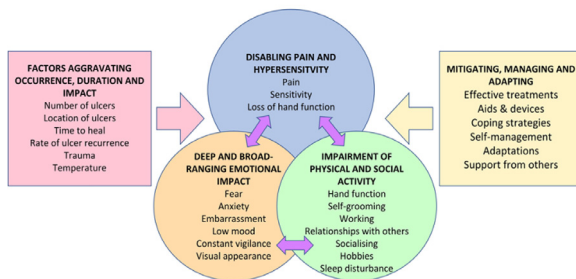 FACTORS AGGRAVATING
OCCURRENCE, DURATION AND
IMPACT
Number of ulcers
Location of ulcers
Time to heal
Rate of ulcer recurrence
Trauma
Temperature
DISABLING PAIN AND
HYPERSENSITVITY
Pain
Sensitivity
Loss of hand function
MITIGATING, MANAGING AND
ADAPTING
Effective treatments
Aids & devices
Coping strategies
Self-management
Adaptations
Support from others
DEEP AND BROAD-
RANGING EMOTIONAL
IMPACT
Fear
Anxiety
Embarrassment
Low mood
Constant vigilance
Visual appearance
IMPAIRMENT OF
PHYSICAL AND SOCIAL
ACTIVITY
Hand function
Self-grooming
Working
Relationships with others
Socialising
Hobbies
Sleep disturbance